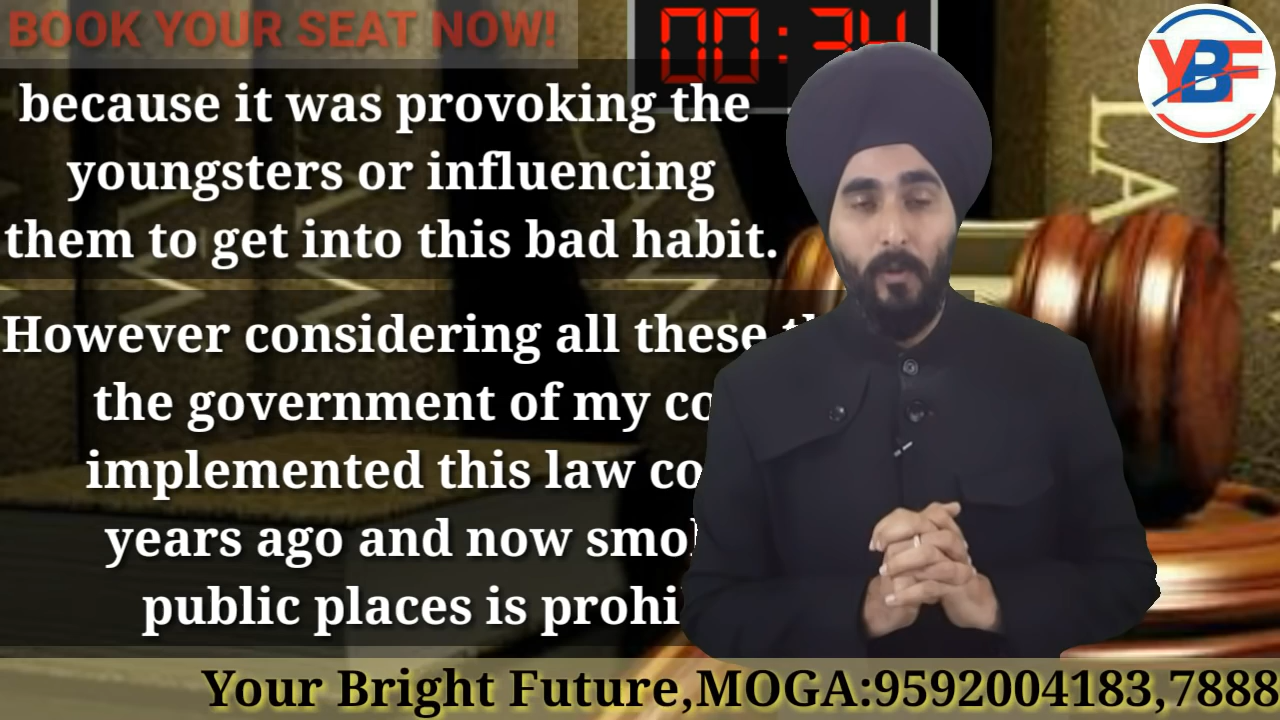 BOOK YOUR SEAT NOW!
00:34
YBF
because it was provoking the
youngsters or influencing
them to get into this bad habit.
LA
However considering all these
the government of my
implemented this law
years ago and now
public places is
Your Bright Future,MOGA:9592004183,7888